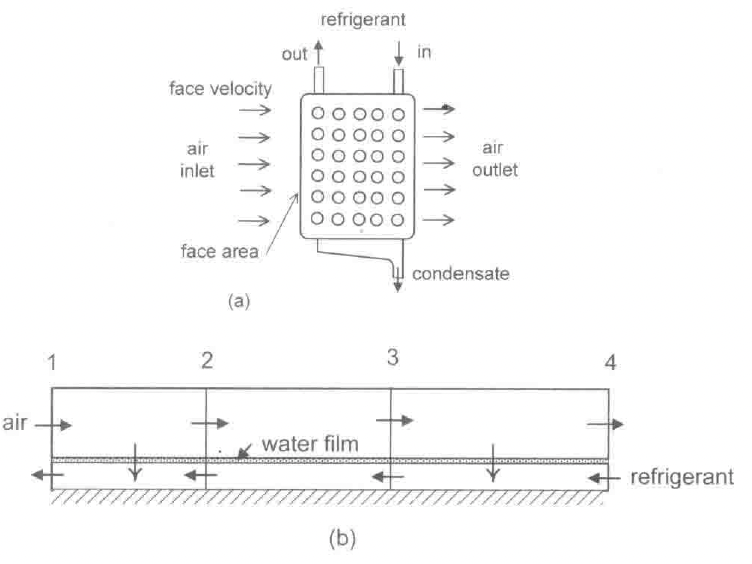 refrigerant
out in
face velocity
air
inlet
air
outlet
face area
condensate
(a)
1 2 3 4
air
water film
refrigerant
(b)